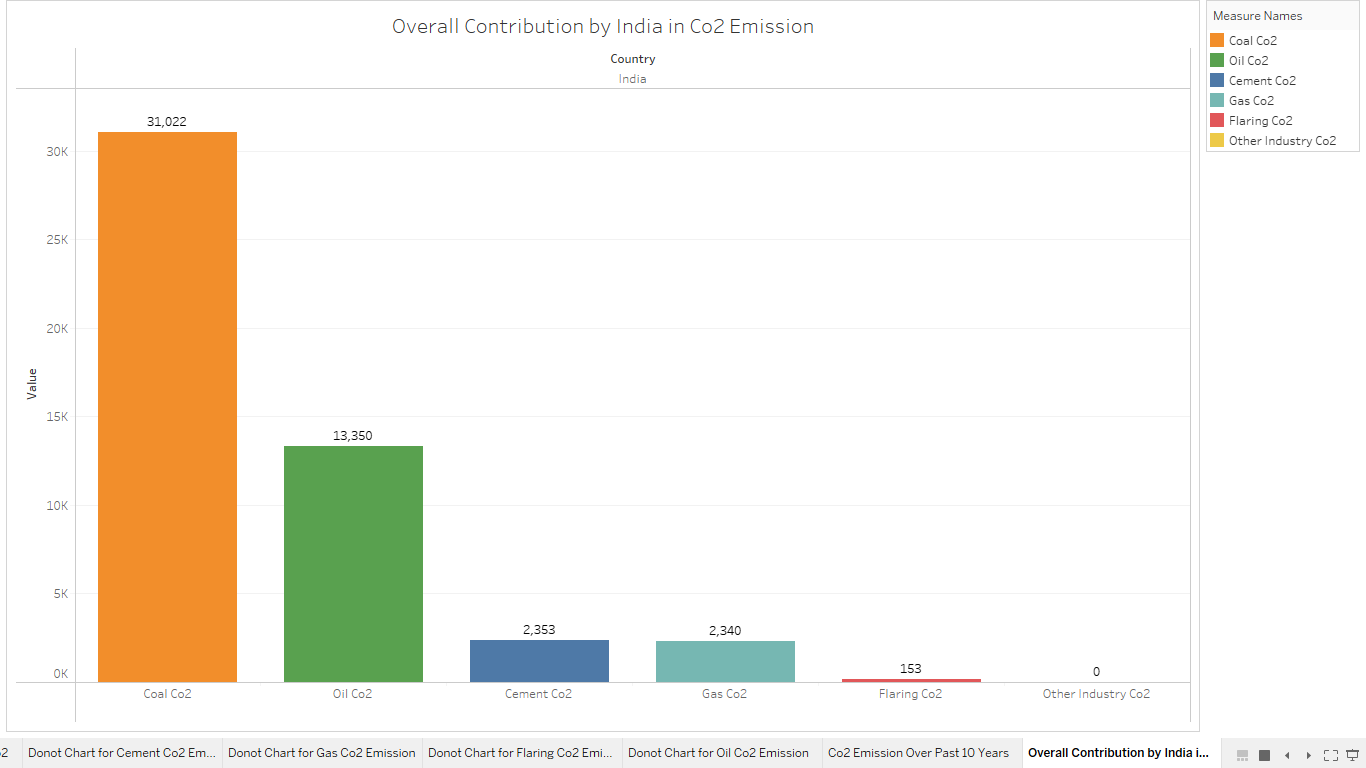 Overall Contribution by India in Co2 Emission
Country
India
31,022
13,350
2,353
2,340
153
0
30K
25K
20K
15K
10K
5K
0K
Value
Coal Co2
Oil Co2
Cement Co2
Gas Co2
Flaring Co2
Other Industry Co2
Measure Names
Coal Co2
Oil Co2
Cement Co2
Gas Co2
Flaring Co2
Other Industry Co2
o2
Donot Chart for Cement Co2 Em...
Donot Chart for Gas Co2 Emission
Donot Chart for Flaring Co2 Emi...
Donot Chart for Oil Co2 Emission
Co2 Emission Over Past 10 Years
Overall Contribution by India i...